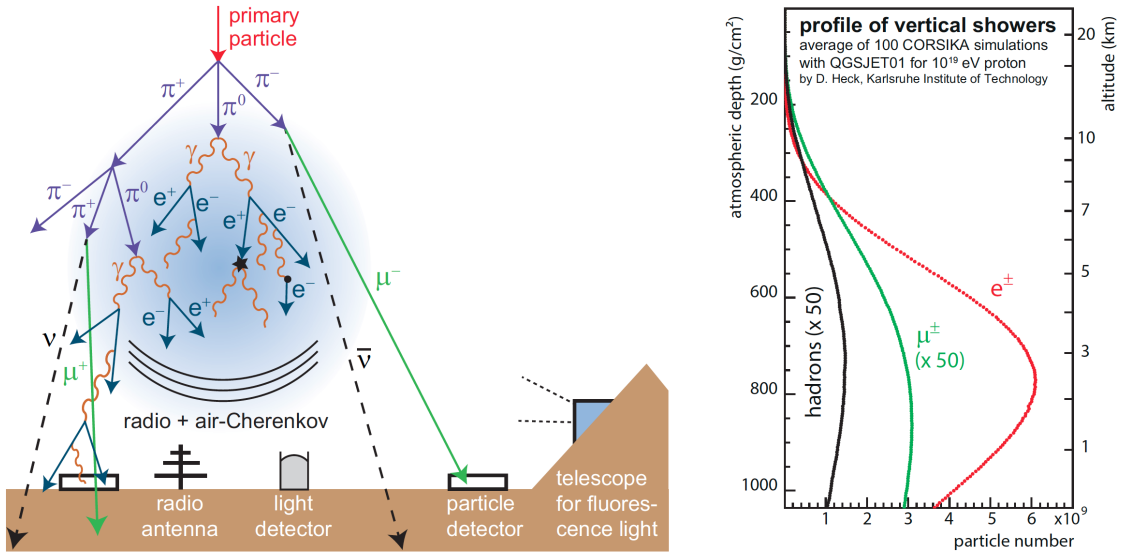 primary
particle
π⁺
π⁻
π⁰
γ
γ
π⁻
π⁺
π⁰
e⁺
e⁻
e⁺
e⁻
γ
μ⁻
e⁻
e⁻
e⁺
ν
ν̄
μ⁺
radio + air-Cherenkov
radio
antenna
light
detector
particle
detector
telescope
for fluores-
cence light
profile of vertical showers
average of 100 CORSIKA simulations
with QGSJET01 for 10¹⁹ eV proton
by D. Heck, Karlsruhe Institute of Technology
atmospheric depth (g/cm²)
200
400
600
800
1000
altitude (km)
20
10
7
5
3
1
hadrons (x 50)
μ±
(x 50)
e±
1
2
3
4
5
6
x10⁹
particle number